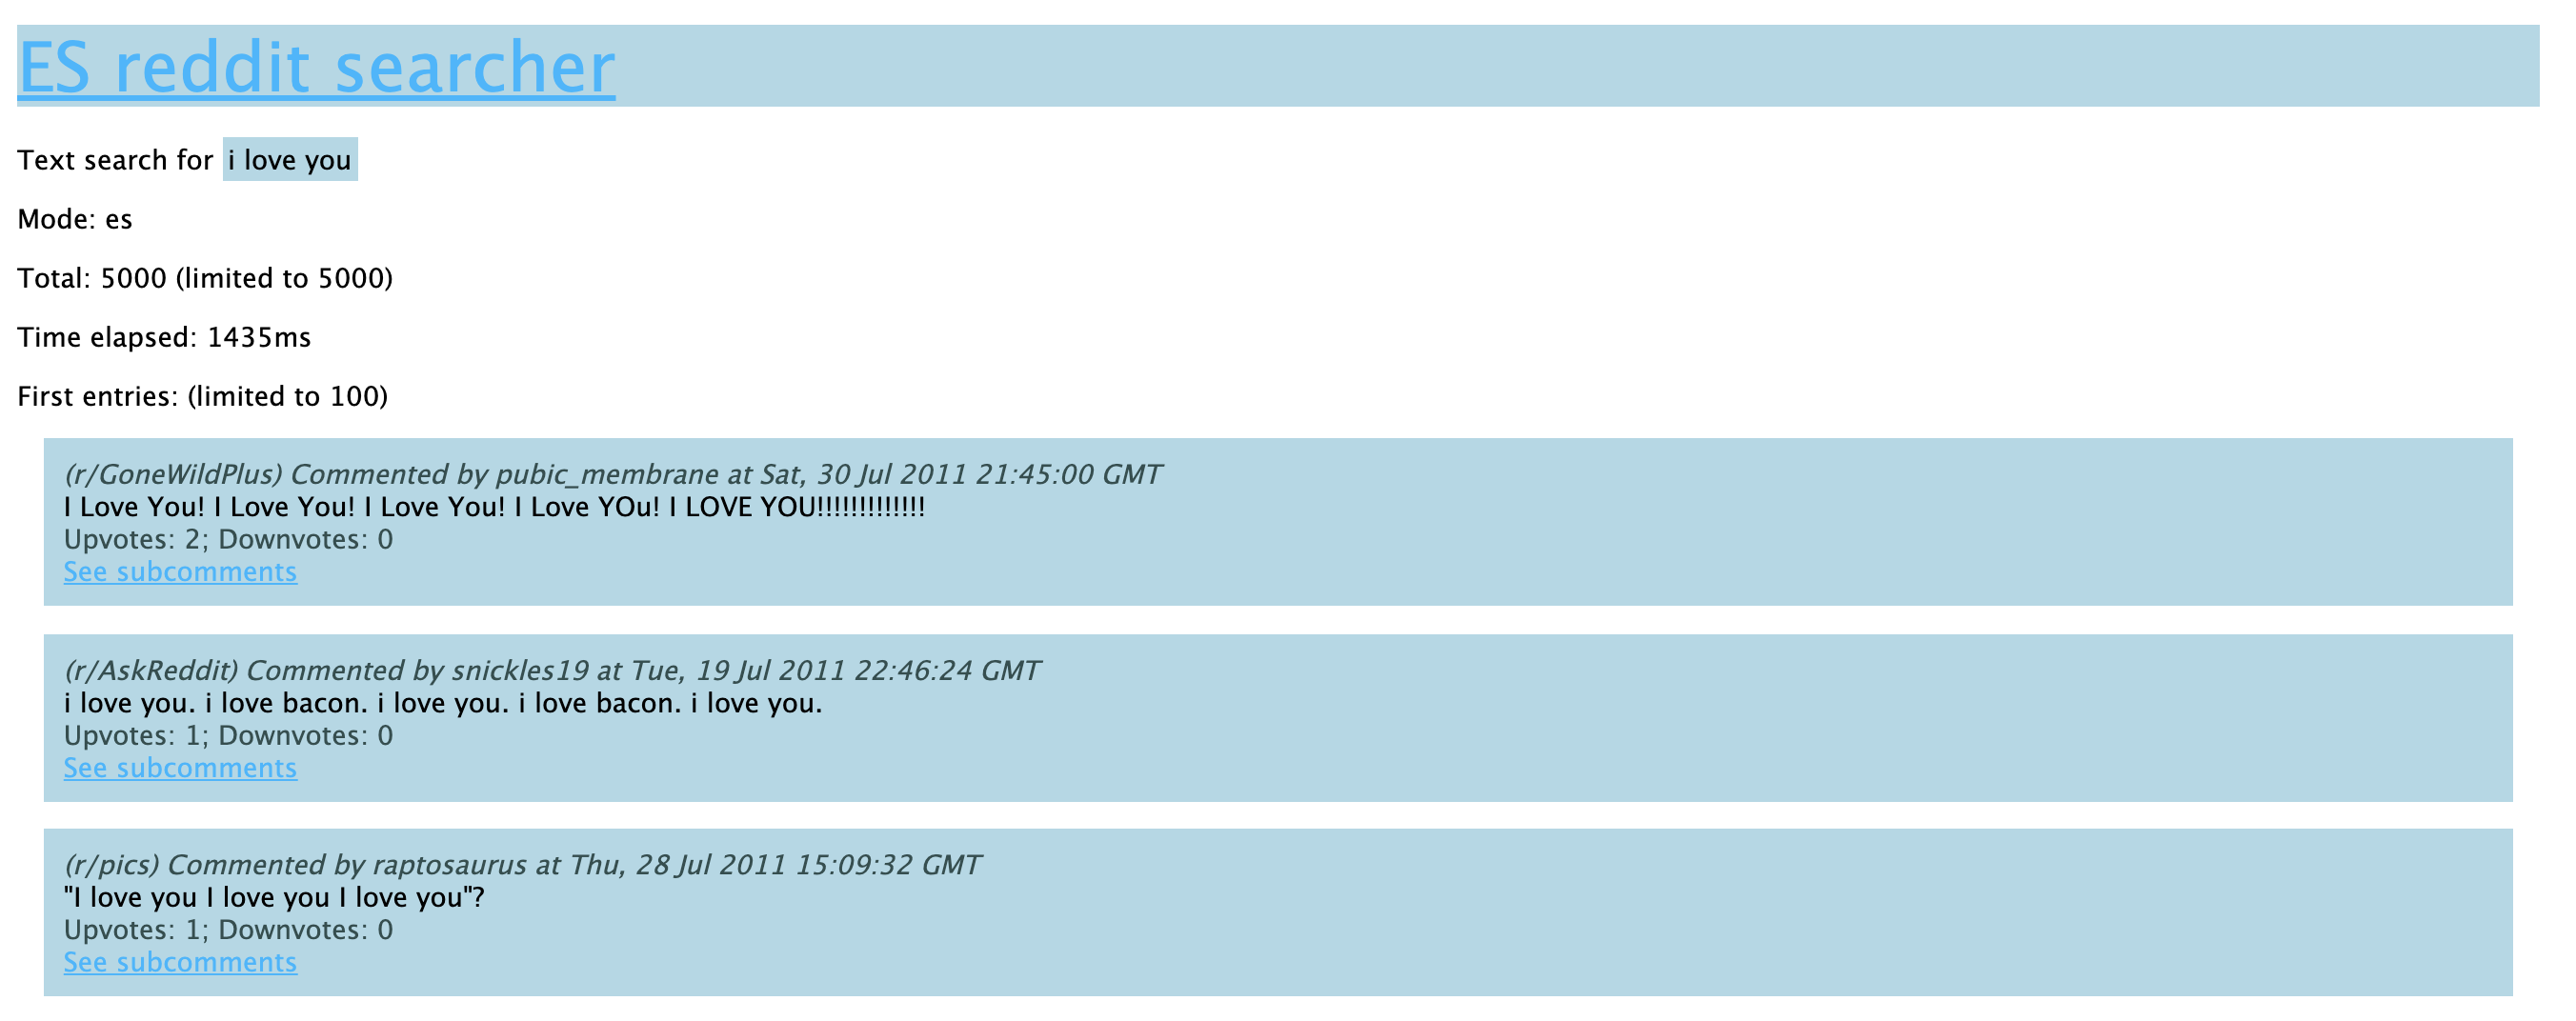 ES reddit searcher
Text search for i love you
Mode: es
Total: 5000 (limited to 5000)
Time elapsed: 1435ms
First entries: (limited to 100)
(r/GoneWildPlus) Commented by pubic_membrane at Sat, 30 Jul 2011 21:45:00 GMT
I Love You! I Love You! I Love You! I Love YOu! I LOVE YOU!!!!!!!!!!!!!
Upvotes: 2; Downvotes: 0
See subcomments
(r/AskReddit) Commented by snickles19 at Tue, 19 Jul 2011 22:46:24 GMT
i love you. i love bacon. i love you. i love bacon. i love you.
Upvotes: 1; Downvotes: 0
See subcomments
(r/pics) Commented by raptosaurus at Thu, 28 Jul 2011 15:09:32 GMT
"I love you I love you I love you"?
Upvotes: 1; Downvotes: 0
See subcomments